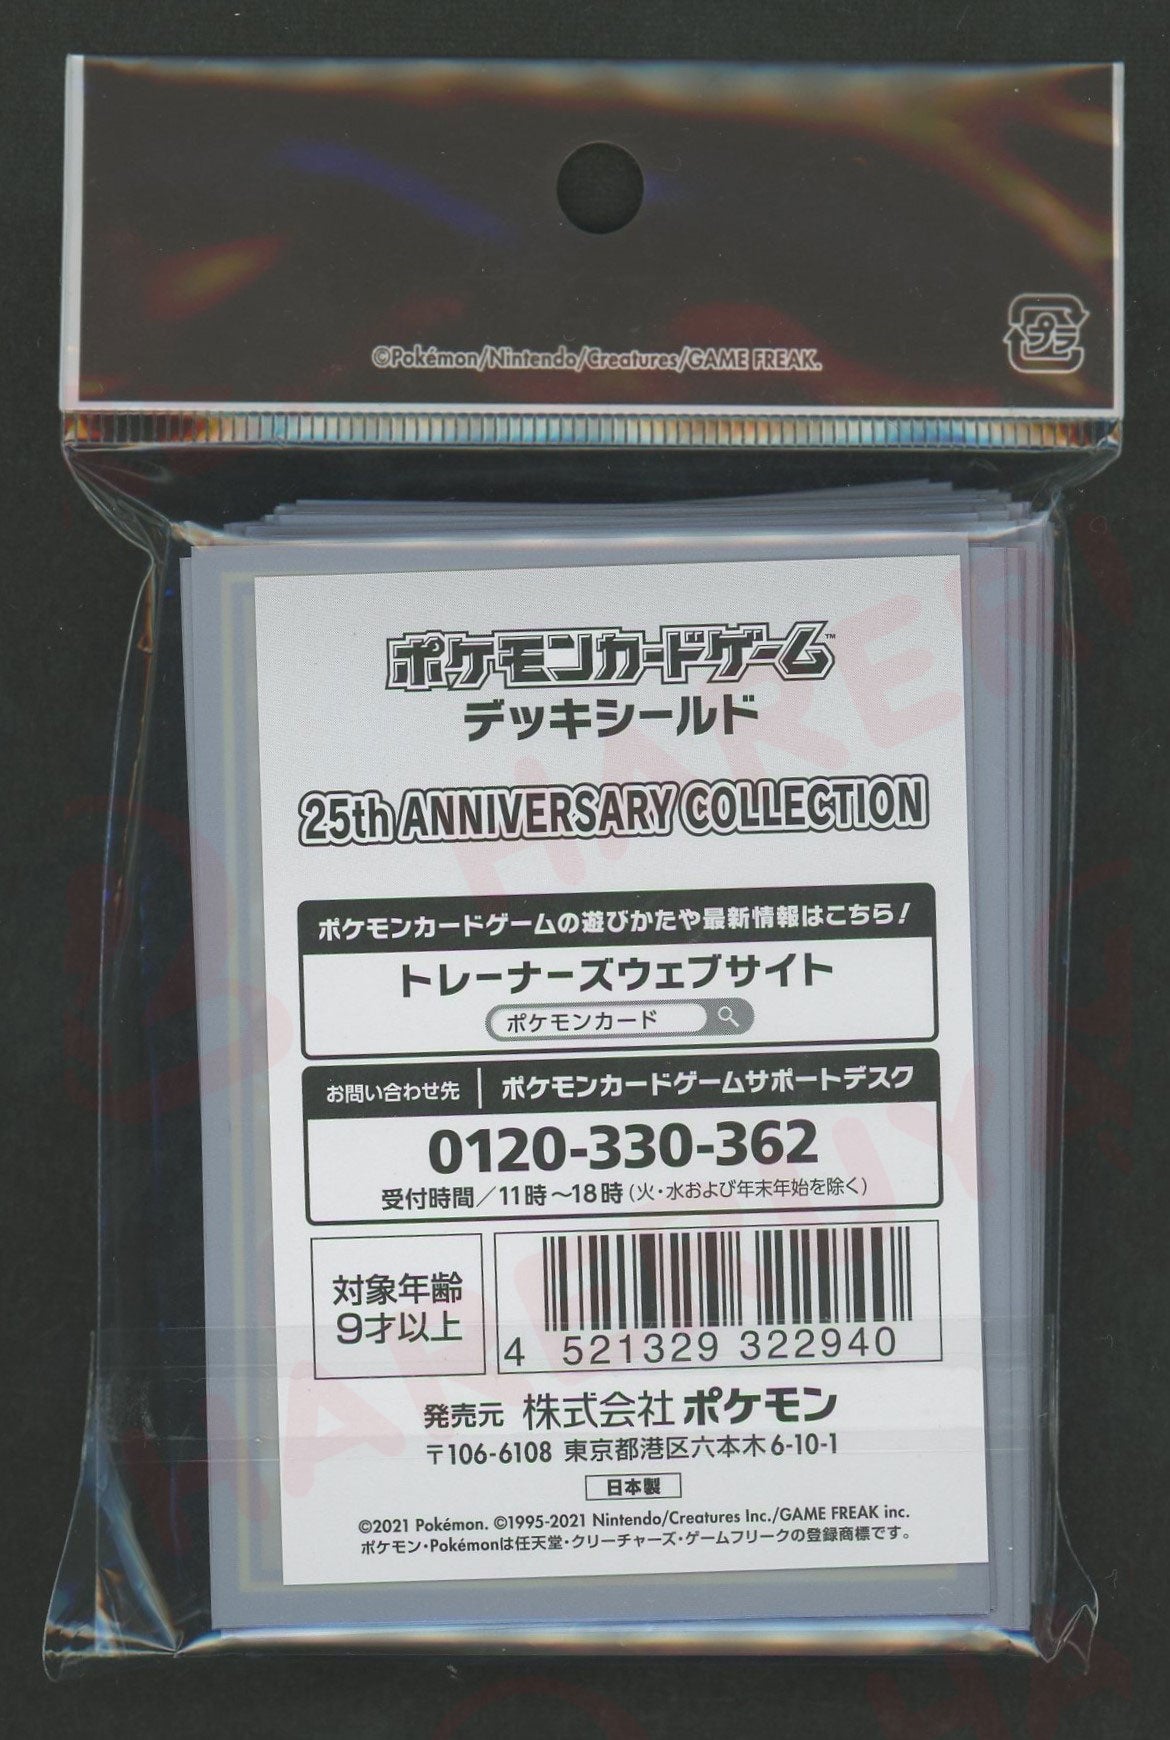 ©Pokémon/Nintendo/Creatures/GAME FREAK.
プラ
ポケモンカードゲーム™
デッキシールド
25th ANNIVERSARY COLLECTION
ポケモンカードゲームの遊びかたや最新情報はこちら!
トレーナーズウェブサイト
ポケモンカード
お問い合わせ先 | ポケモンカードゲームサポートデスク
0120-330-362
受付時間/11時〜18時(火・水および年末年始を除く)
対象年齢
9才以上
4 521329 322940
発売元 株式会社ポケモン
〒106-6108 東京都港区六本木6-10-1
日本製
©2021 Pokémon. ©1995-2021 Nintendo/Creatures Inc./GAME FREAK inc.
ポケモン・Pokémonは任天堂・クリーチャーズ・ゲームフリークの登録商標です。